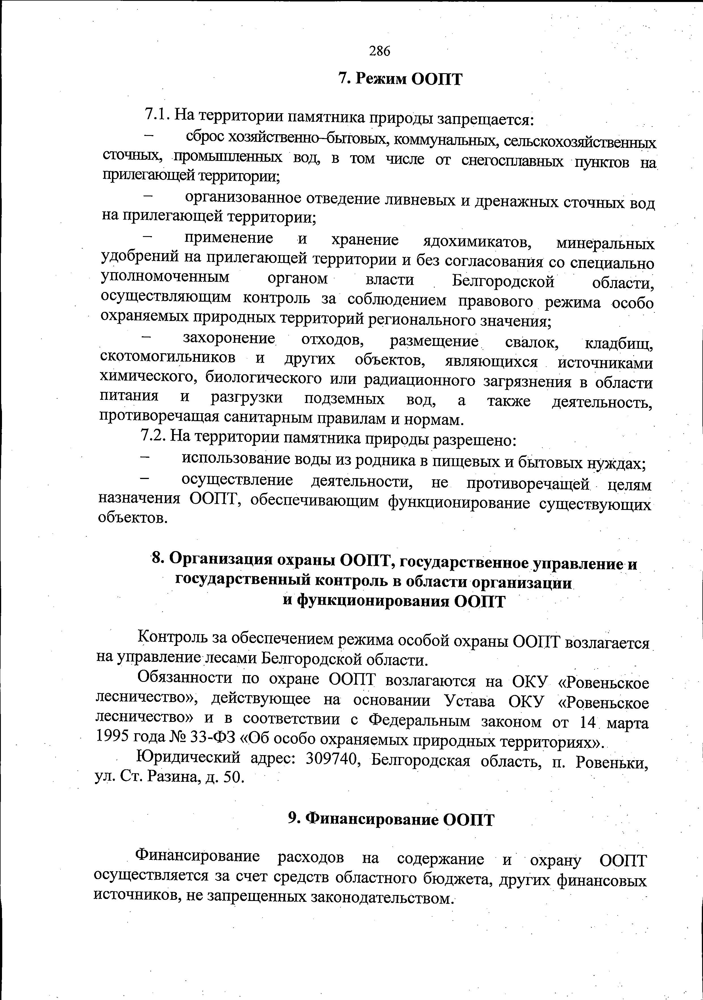 286
7. Режим ООПТ
7.1. На территории памятника природы запрещается:
– сброс хозяйственно–бытовых, коммунальных, сельскохозяйственных
сточных, промышленных вод, в том числе от снегосплавных пунктов на
прилегающей территории;
– организованное отведение ливневых и дренажных сточных вод
на прилегающей территории;
– применение и хранение ядохимикатов, минеральных
удобрений на прилегающей территории и без согласования со специально
уполномоченным органом власти Белгородской области,
осуществляющим контроль за соблюдением правового режима особо
охраняемых природных территорий регионального значения;
– захоронение отходов, размещение свалок, кладбищ,
скотомогильников и других объектов, являющихся источниками
химического, биологического или радиационного загрязнения в области
питания и разгрузки подземных вод, а также деятельность,
противоречащая санитарным правилам и нормам.
7.2. На территории памятника природы разрешено:
– использование воды из родника в пищевых и бытовых нуждах;
– осуществление деятельности, не противоречащей целям
назначения ООПТ, обеспечивающим функционирование существующих
объектов.
8. Организация охраны ООПТ, государственное управление и
государственный контроль в области организации
и функционирования ООПТ
Контроль за обеспечением режима особой охраны ООПТ возлагается
на управление лесами Белгородской области.
Обязанности по охране ООПТ возлагаются на ОКУ «Ровеньское
лесничество», действующее на основании Устава ОКУ «Ровеньское
лесничество» и в соответствии с Федеральным законом от 14 марта
1995 года № 33-ФЗ «Об особо охраняемых природных территориях».
Юридический адрес: 309740, Белгородская область, п. Ровеньки,
ул. Ст. Разина, д. 50.
9. Финансирование ООПТ
Финансирование расходов на содержание и охрану ООПТ
осуществляется за счет средств областного бюджета, других финансовых
источников, не запрещенных законодательством.